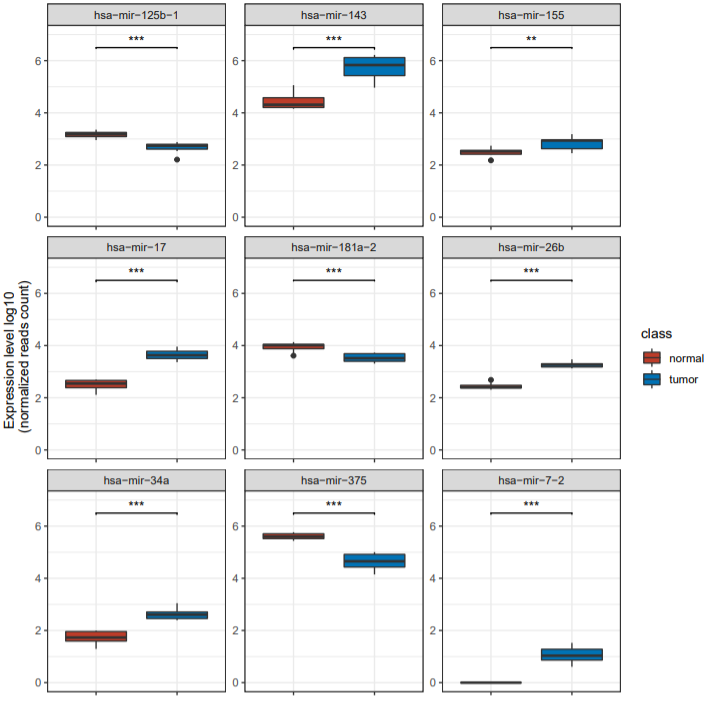 hsa−mir−125b−1 hsa−mir−143 hsa−mir−155
*** *** **
6 6 6
4 4 4
2 2 2
0 0 0
hsa−mir−17 hsa−mir−181a−2 hsa−mir−26b
*** *** ***
6 6 6
4 4 4
2 2 2
0 0 0
hsa−mir−34a hsa−mir−375 hsa−mir−7−2
*** *** ***
6 6 6
4 4 4
2 2 2
0 0 0
Expression level log10
(normalized reads count)
class
normal
tumor